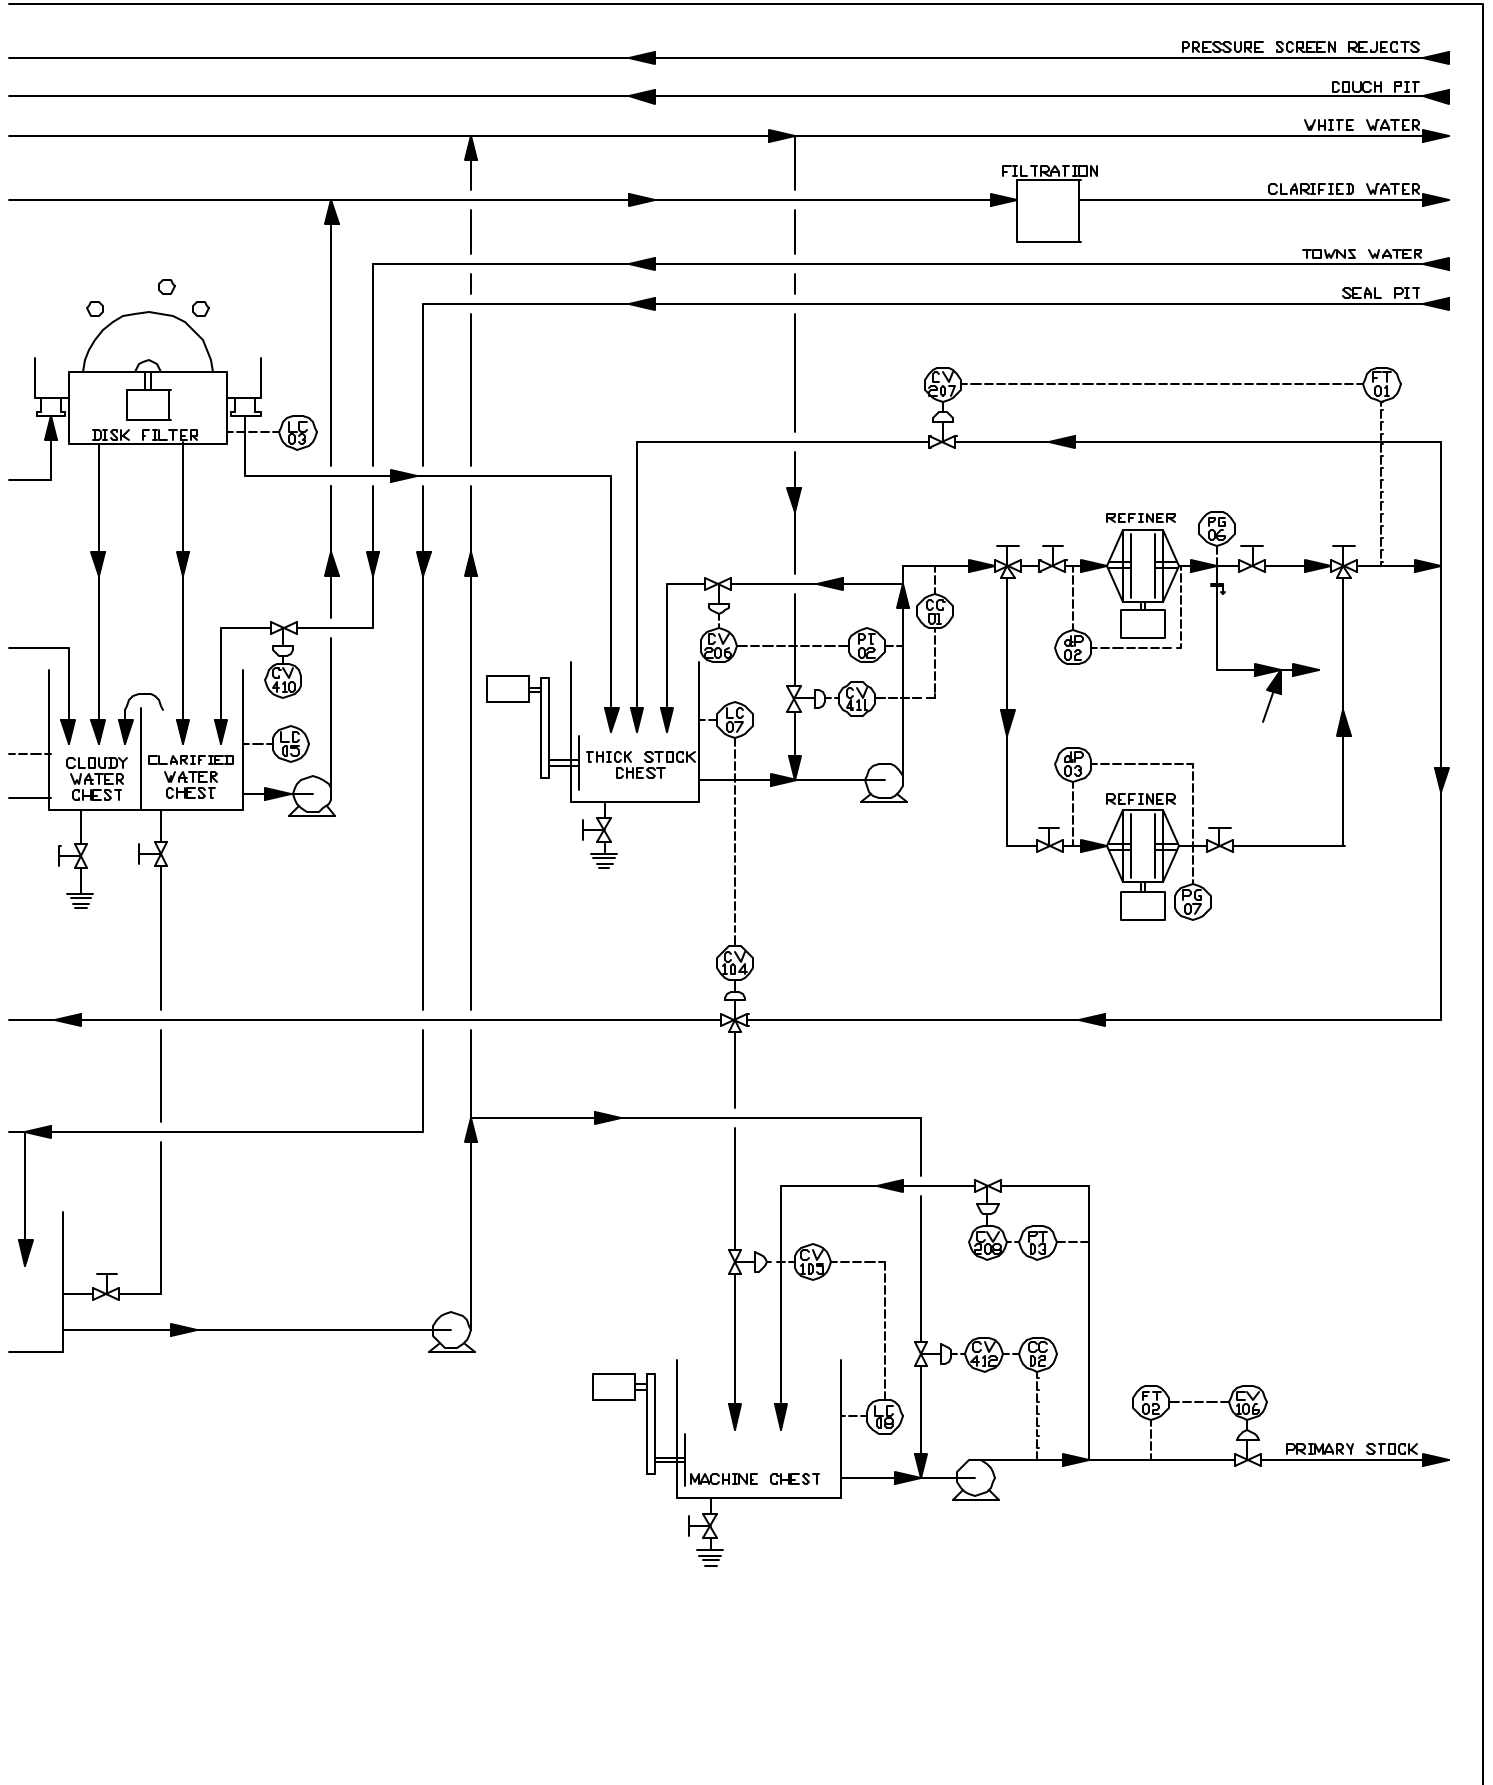 PRESSURE SCREEN REJECTS
COUCH PIT
WHITE WATER
FILTRATION
CLARIFIED WATER
TOWNS WATER
SEAL PIT
CV
207
FT
01
DISK FILTER
LC
03
REFINER
PG
06
CC
01
CV
206
PT
02
dP
02
CV
410
CV
411
LC
07
LC
05
CLOUDY
WATER
CHEST
CLARIFIED
WATER
CHEST
THICK STOCK
CHEST
dP
03
REFINER
PG
07
CV
104
CV
208
PT
03
CV
105
CV
412
CC
02
FT
02
CV
106
LC
08
PRIMARY STOCK
MACHINE CHEST